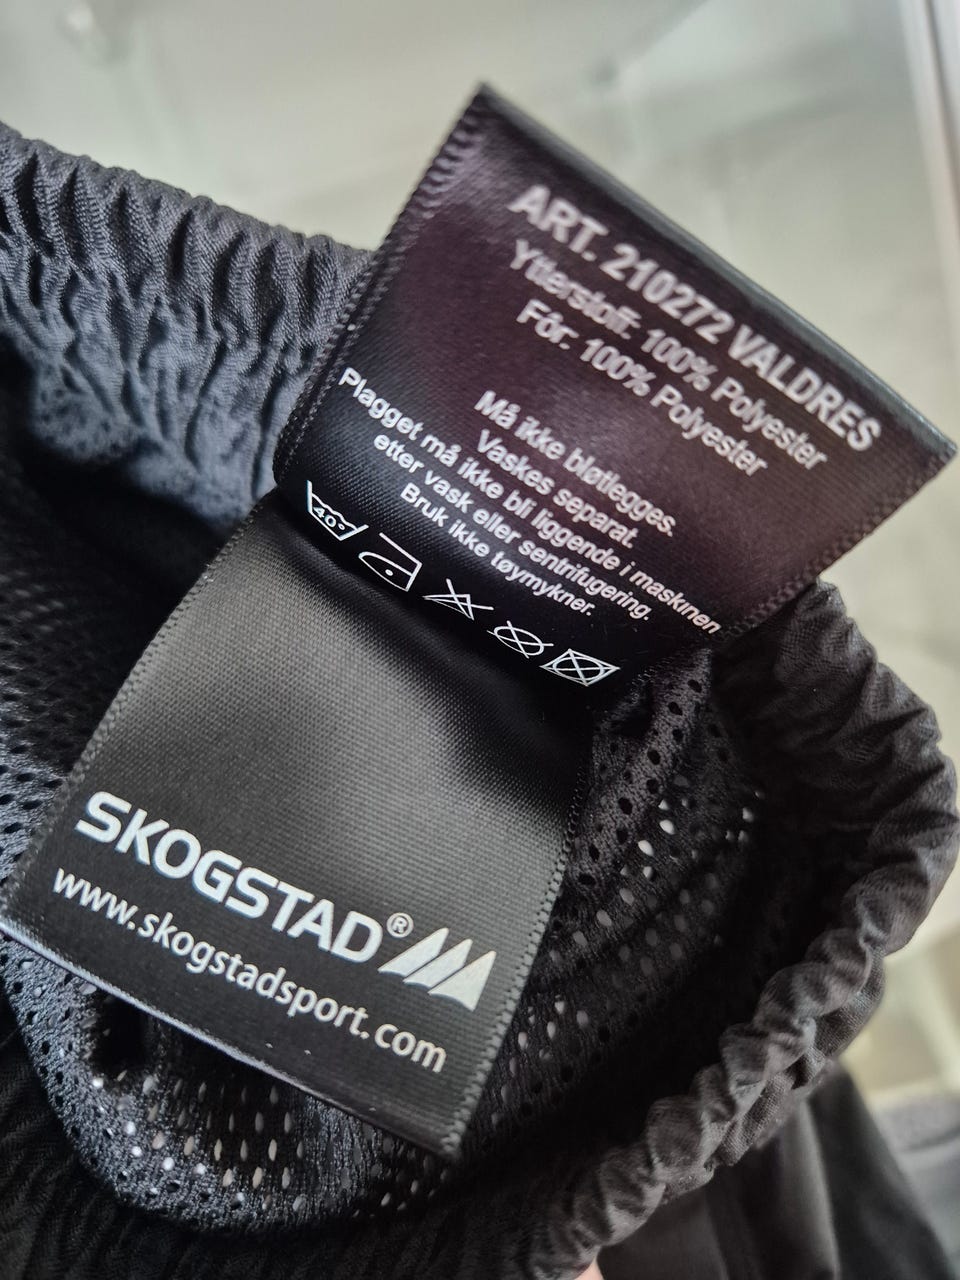 ART. 210272 VALDRES
Ytterstoff: 100% Polyester
Fôr: 100% Polyester
Må ikke bløtlegges.
Vaskes separat.
Plagget må ikke bli liggende i maskinen
etter vask eller sentrifugering.
Bruk ikke tøymykner.
40°
SKOGSTAD®
www.skogstadsport.com